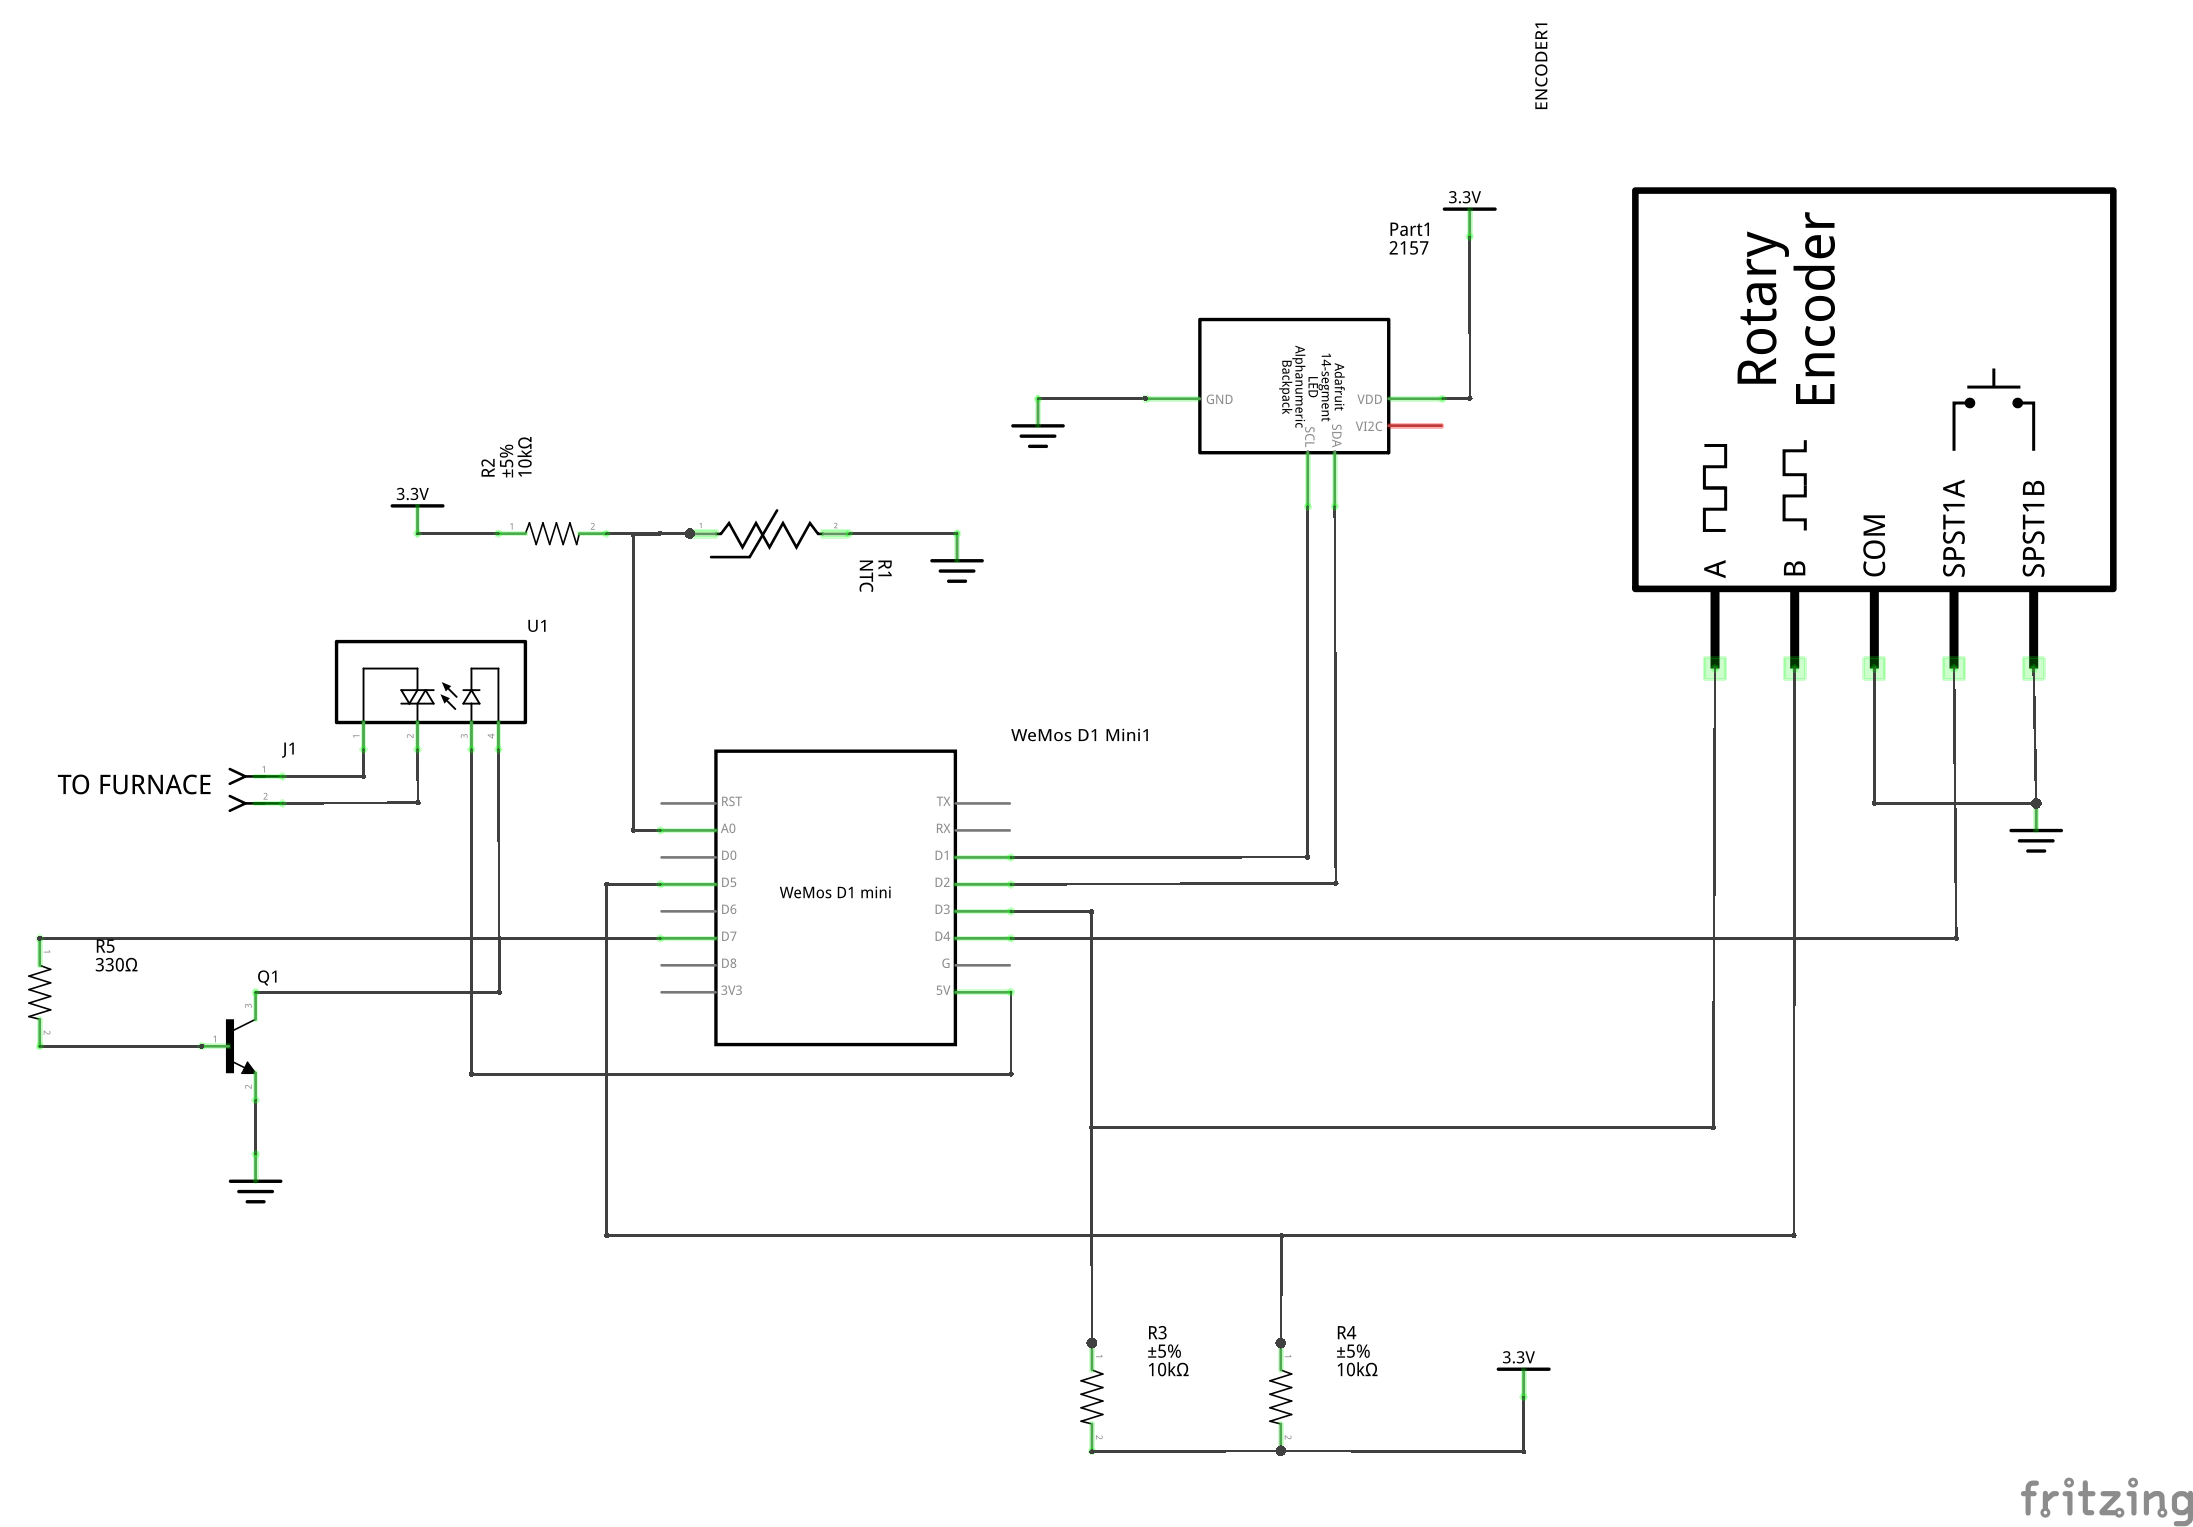 ENCODER1
3.3V
Part1
2157
Rotary
Encoder
Adafruit
14-segment
LED
Alphanumeric
Backpack
GND
VDD
VI2C
SCL
SDA
A
B
COM
SPST1A
SPST1B
R2
±5%
10kΩ
3.3V
1
2
1
2
R1
NTC
U1
1
2
3
4
J1
TO FURNACE
1
2
WeMos D1 Mini1
RST
A0
D0
D5
D6
D7
D8
3V3
WeMos D1 mini
TX
RX
D1
D2
D3
D4
G
5V
R5
330Ω
1
2
Q1
3
1
2
R3
±5%
10kΩ
1
2
R4
±5%
10kΩ
1
2
3.3V
fritzing